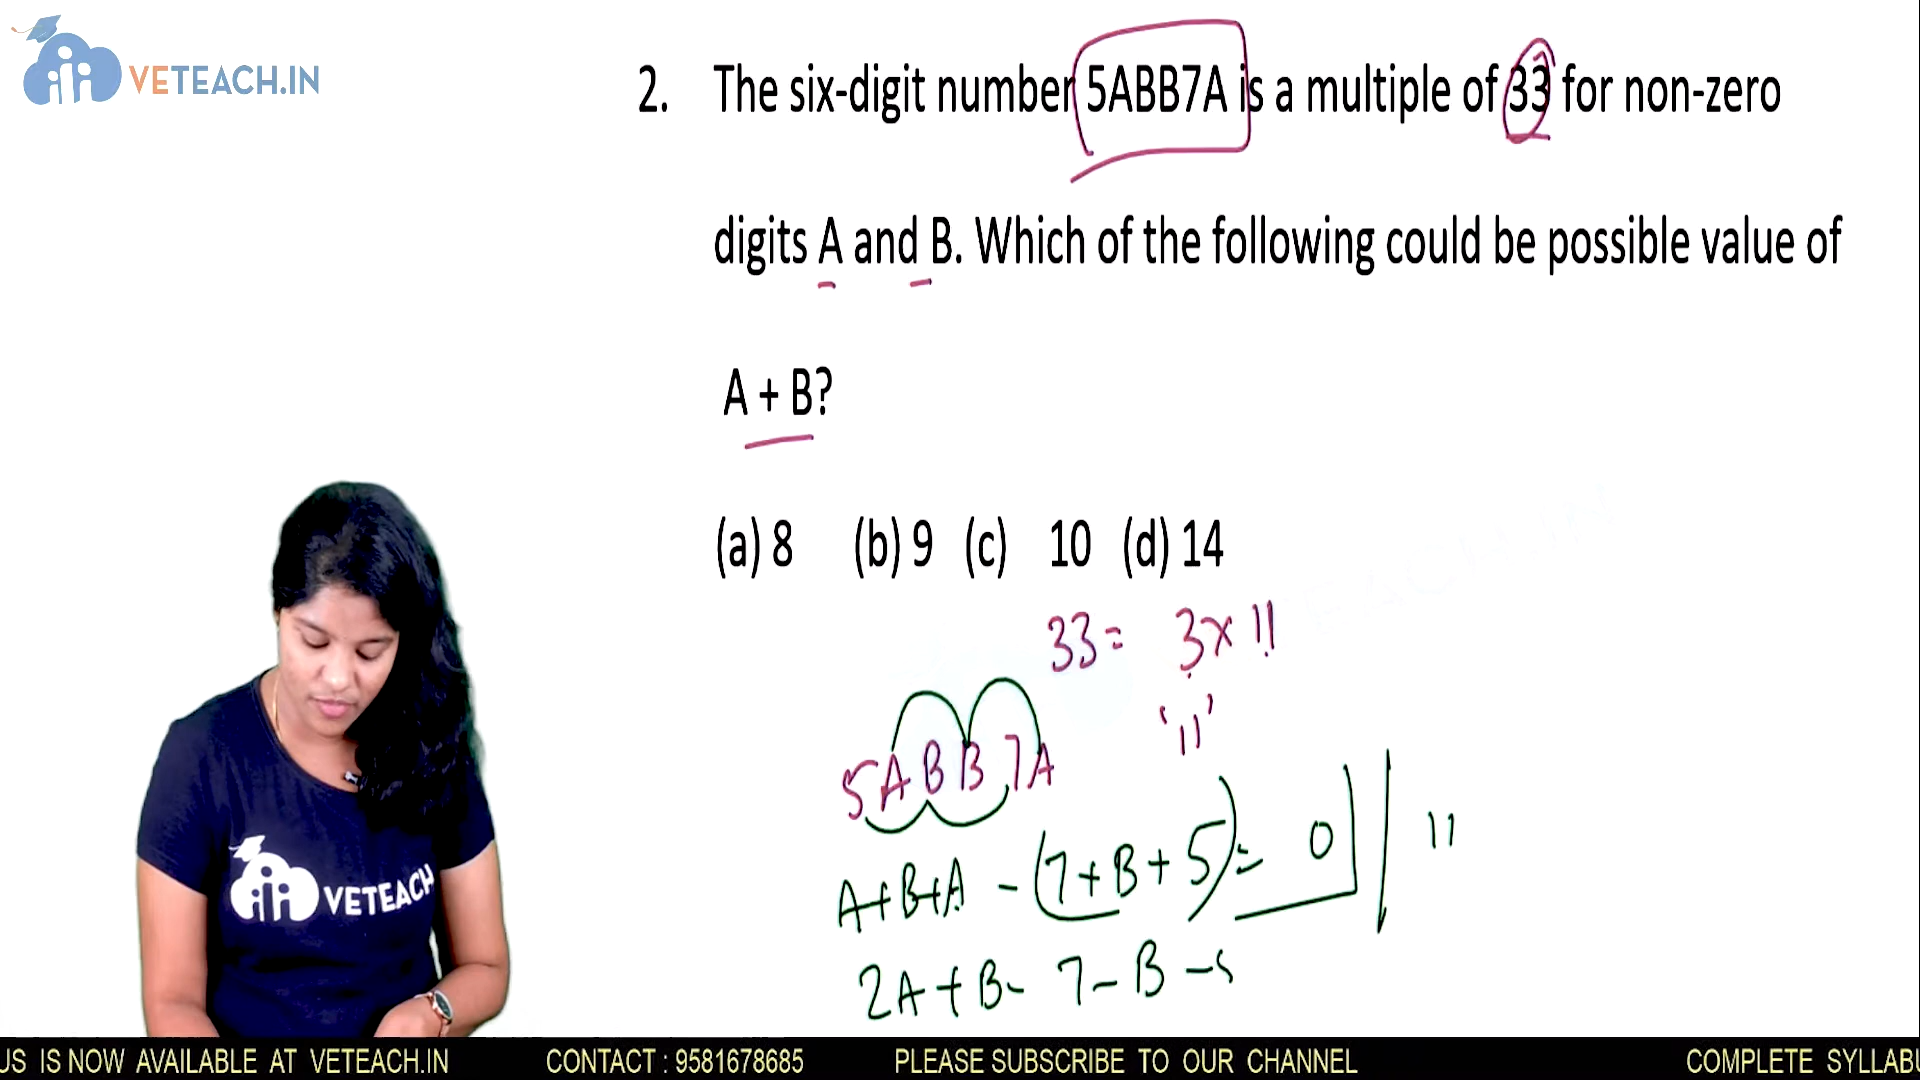 VETEACH.IN
2. The six-digit number 5ABB7A is a multiple of 33 for non-zero
digits A and B. Which of the following could be possible value of
A + B?
(a) 8 (b) 9 (c) 10 (d) 14
33 = 3 x 11
'11'
5ABB7A
A+B+A - (7+B+5) = 0 | 11
2A + B - 7 - B - 5
VETEACH
US IS NOW AVAILABLE AT VETEACH.IN CONTACT : 9581678685 PLEASE SUBSCRIBE TO OUR CHANNEL COMPLETE SYLLABU